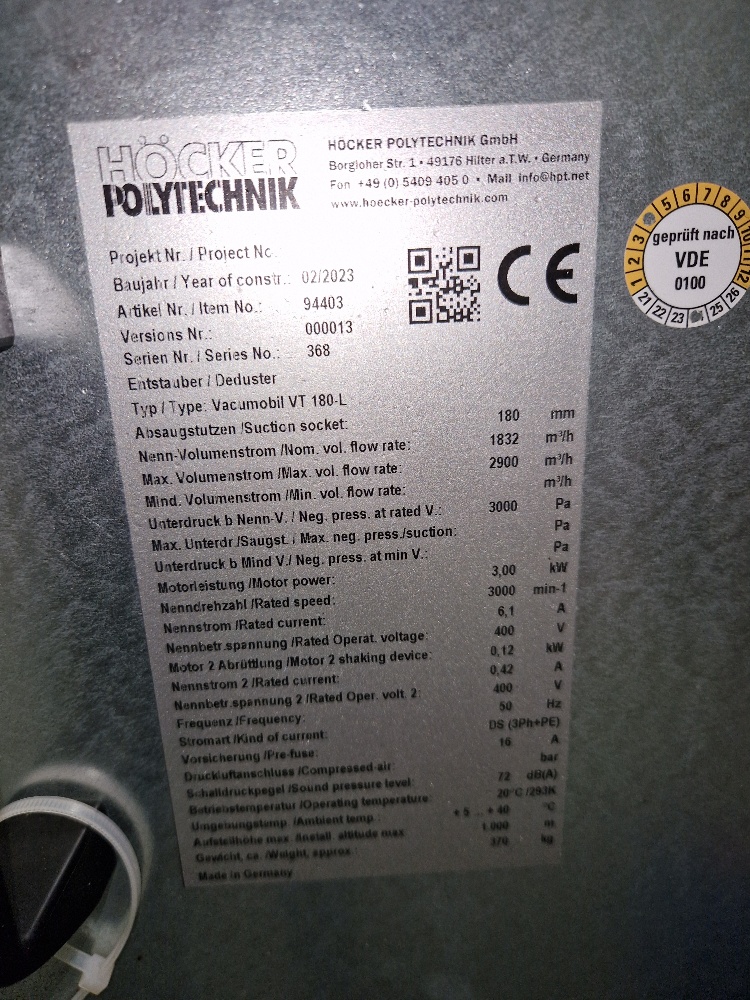 HÖCKER
POLYTECHNIK
HÖCKER POLYTECHNIK GmbH
Borgloher Str. 1 • 49176 Hilter a.T.W. • Germany
Fon +49 (0) 5409 405 0 • Mail info@hpt.net
www.hoecker-polytechnik.com
CE
Projekt Nr. / Project No.:
Baujahr / Year of constr.: 02/2023
Artikel Nr. / Item No.: 94403
Versions Nr.: 000013
Serien Nr. / Series No.: 368
Entstauber / Deduster
Typ / Type: Vacumobil VT 180-L
Absaugstutzen /Suction socket: 180 mm
Nenn-Volumenstrom /Nom. vol. flow rate: 1832 m³/h
Max. Volumenstrom /Max. vol. flow rate: 2900 m³/h
Mind. Volumenstrom /Min. vol. flow rate: m³/h
Unterdruck b Nenn-V. / Neg. press. at rated V.: 3000 Pa
Max. Unterdr /Saugst. / Max. neg. press./suction: Pa
Unterdruck b Mind V./ Neg. press. at min V.: Pa
Motorleistung /Motor power: 3,00 kW
Nenndrehzahl /Rated speed: 3000 min-1
Nennstrom /Rated current: 6,1 A
Nennbetr.spannung /Rated Operat. voltage: 400 V
Motor 2 Abrüttlung /Motor 2 shaking device: 0,12 kW
Nennstrom 2 /Rated current: 0,42 A
Nennbetr.spannung 2 /Rated Oper. volt. 2: 400 V
Frequenz /Frequency: 50 Hz
Stromart /Kind of current: DS (3Ph+PE)
Vorsicherung /Pre-fuse: 16 A
Druckluftanschluss /Compressed-air: bar
Schalldruckpegel /Sound pressure level: 72 dB(A)
Betriebstemperatur /Operating temperature: 20°C /293K
Umgebungstemp. /Ambient temp.: + 5 .. + 40 °C
Aufstellhöhe max. /Install. altitude max. 1.000 m
Gewicht, ca. /Weight, approx.: 370 kg
Made in Germany
1 2 3 5 6 7 8 9 10 12
geprüft nach
VDE
0100
21 22 23 25 26